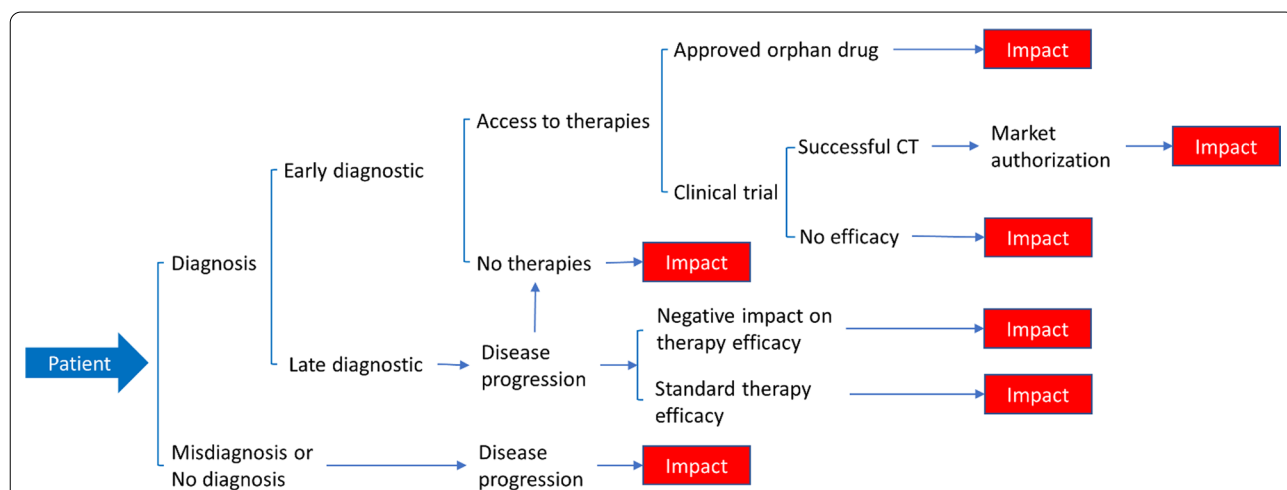 Approved orphan drug
Impact
Access to therapies
Successful CT
Market
authorization
Impact
Early diagnostic
Clinical trial
No efficacy
Impact
Diagnosis
No therapies
Impact
Negative impact on
therapy efficacy
Impact
Patient
Late diagnostic
Disease
progression
Standard therapy
efficacy
Impact
Misdiagnosis or
No diagnosis
Disease
progression
Impact